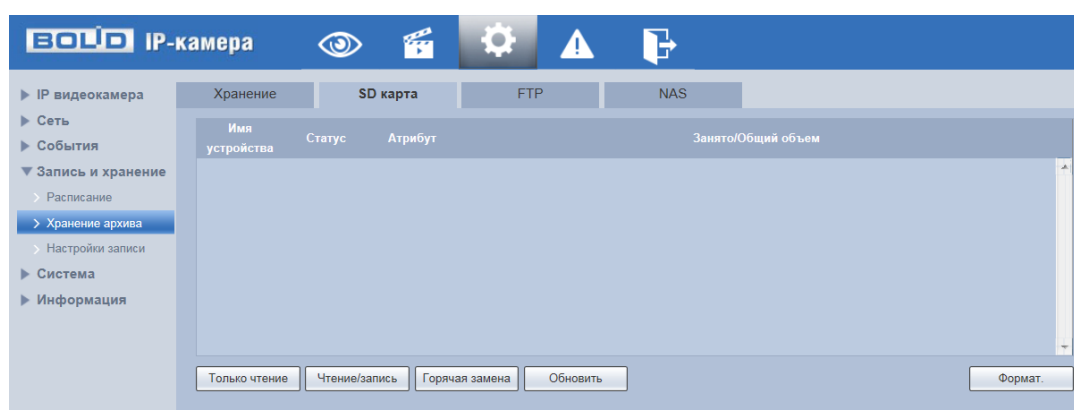 BOLID IP-камера
IP видеокамера
Сеть
События
Запись и хранение
Расписание
Хранение архива
Настройки записи
Система
Информация
Хранение SD карта FTP NAS
Имя
устройства Статус Атрибут Занято/Общий объем
Только чтение Чтение/запись Горячая замена Обновить Формат.